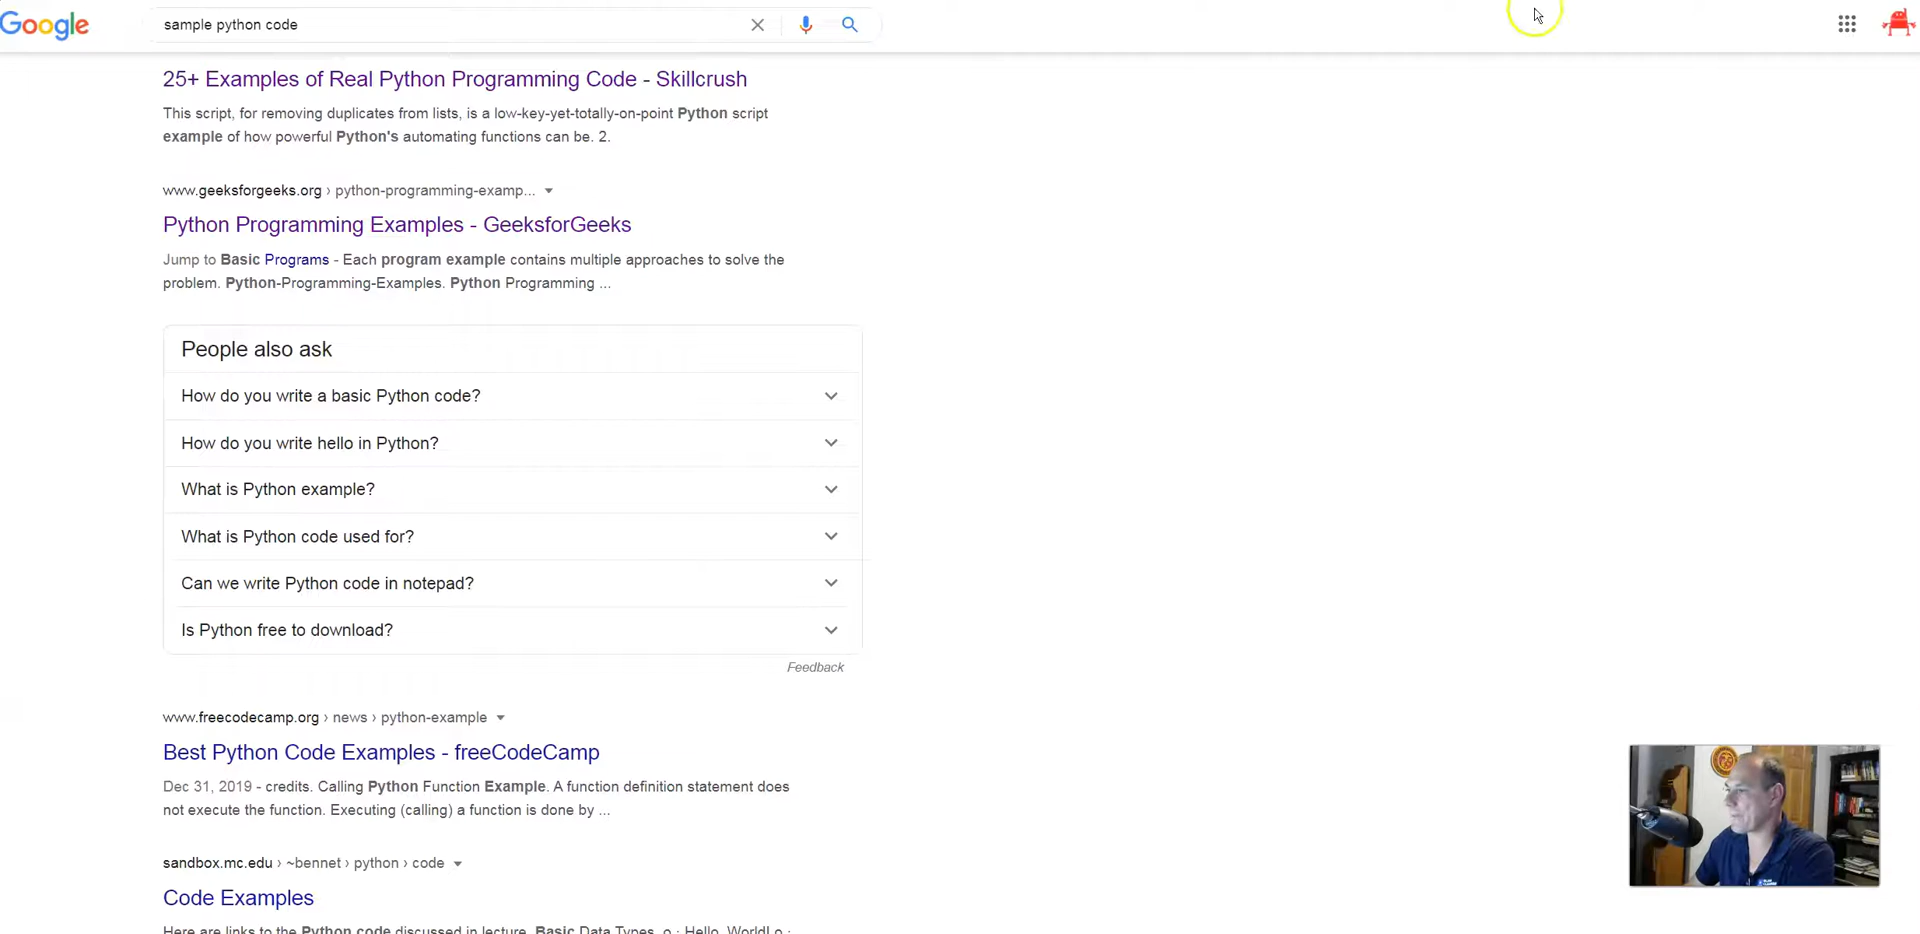 Google
sample python code
25+ Examples of Real Python Programming Code - Skillcrush
This script, for removing duplicates from lists, is a low-key-yet-totally-on-point Python script
example of how powerful Python's automating functions can be. 2.
www.geeksforgeeks.org › python-programming-examp...
Python Programming Examples - GeeksforGeeks
Jump to Basic Programs - Each program example contains multiple approaches to solve the
problem. Python-Programming-Examples. Python Programming ...
People also ask
How do you write a basic Python code?
How do you write hello in Python?
What is Python example?
What is Python code used for?
Can we write Python code in notepad?
Is Python free to download?
Feedback
www.freecodecamp.org › news › python-example
Best Python Code Examples - freeCodeCamp
Dec 31, 2019 - credits. Calling Python Function Example. A function definition statement does
not execute the function. Executing (calling) a function is done by ...
sandbox.mc.edu › ~bennet › python › code
Code Examples
Here are links to the Python code discussed in lecture. Basic Data Types. o : Hello, World! o :